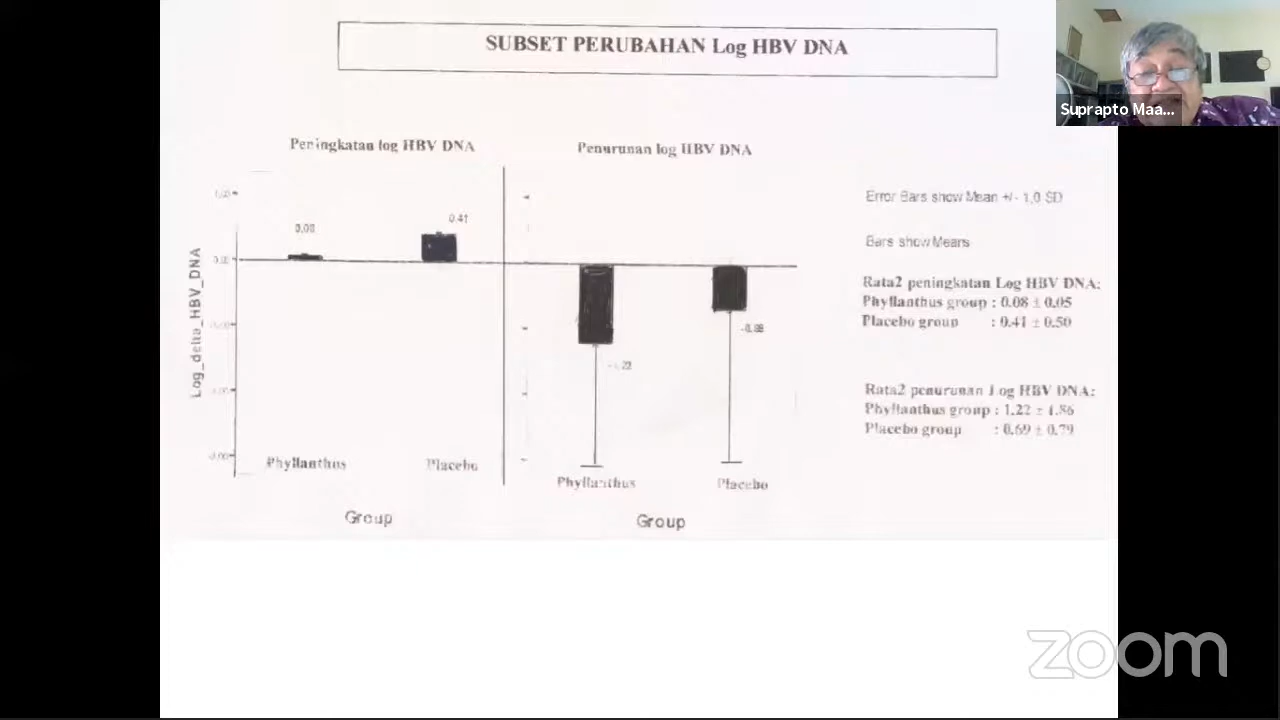 SUBSET PERUBAHAN Log HBV DNA
Suprapto Maa...
Peningkatan log HBV DNA
Penurunan log HBV DNA
0.08
0.41
0.00
Log_delta_HBV_DNA
Phyllanthus
Placebo
Group
Phyllanthus
Placebo
Group
Error Bars show Mean +/- 1.0 SD
Bars show Means
Rata2 peningkatan Log HBV DNA:
Phyllanthus group : 0.08 ± 0.05
Placebo group : 0.41 ± 0.50
Rata2 penurunan Log HBV DNA:
Phyllanthus group : 1.22 ± 1.86
Placebo group : 0.69 ± 0.79
zoom